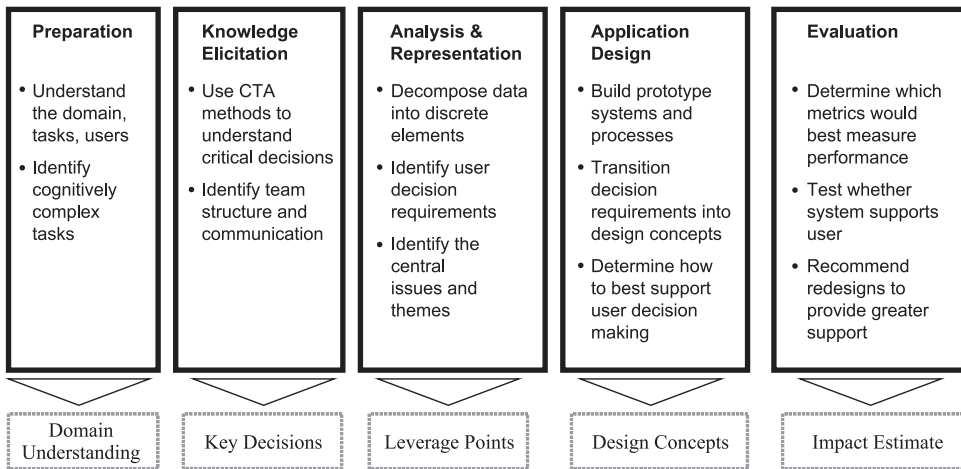 Preparation
• Understand
the domain,
tasks, users
• Identify
cognitively
complex
tasks
Knowledge
Elicitation
• Use CTA
methods to
understand
critical decisions
• Identify team
structure and
communication
Analysis &
Representation
• Decompose data
into discrete
elements
• Identify user
decision
requirements
• Identify the
central
issues and
themes
Application
Design
• Build prototype
systems and
processes
• Transition
decision
requirements into
design concepts
• Determine how
to best support
user decision
making
Evaluation
• Determine which
metrics would
best measure
performance
• Test whether
system supports
user
• Recommend
redesigns to
provide greater
support
Domain
Understanding
Key Decisions
Leverage Points
Design Concepts
Impact Estimate